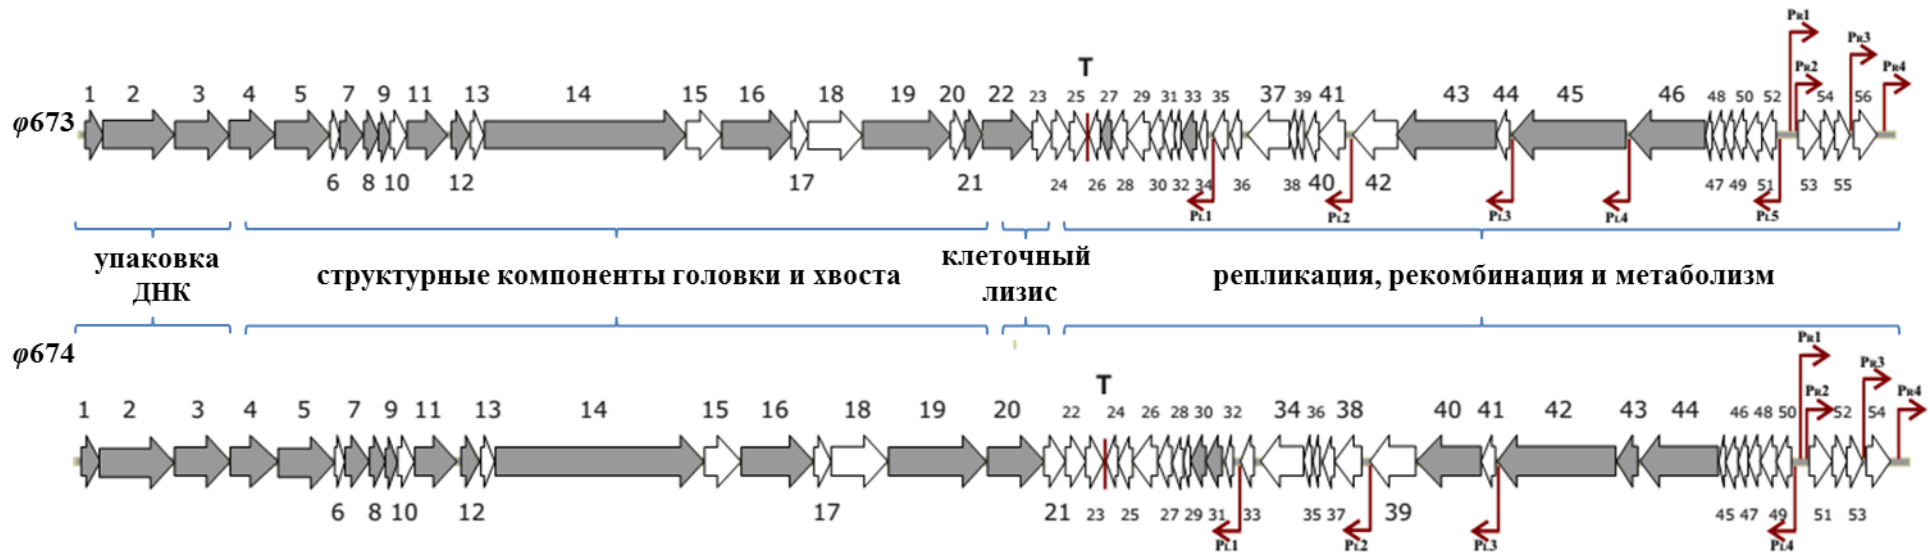 PR1
PR3
T
PR2
PR4
1 2 3 4 5 7 9 11 13 14 15 16 18 19 20 22 23 25 27 29 31 33 35 37 39 41 43 44 45 46 48 50 52 54 56
φ673
6 8 10 12 17 21 24 26 28 30 32 34 36 38 40 42 47 49 51 53 55
PL1 PL2 PL3 PL4 PL5
упаковка
ДНК
структурные компоненты головки и хвоста
клеточный
лизис
репликация, рекомбинация и метаболизм
φ674
PR1
PR3
T
PR2
PR4
1 2 3 4 5 7 9 11 13 14 15 16 18 19 20 22 24 26 28 30 32 34 36 38 40 41 42 43 44 46 48 50 52 54
6 8 10 12 17 21 23 25 27 29 31 33 35 37 39 45 47 49 51 53
PL1 PL2 PL3 PL4